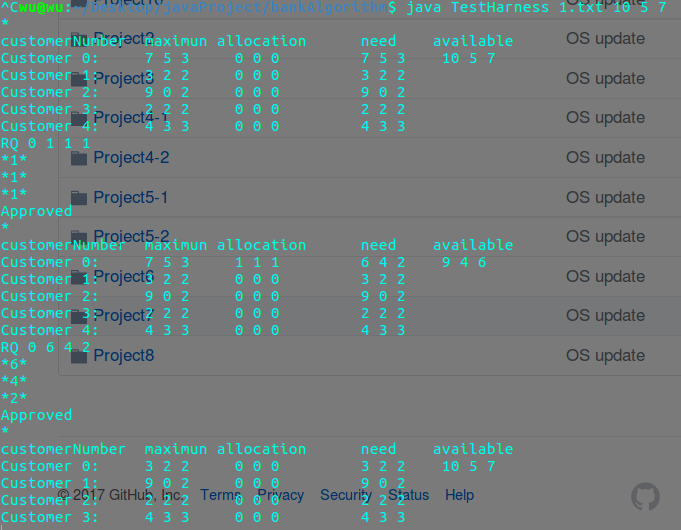 ^Cwu@wu:~/Desktop/javaProject/bankAlgorithm$ java TestHarness 1.txt 10 5 7
*
customerNumber maximun allocation need available
Customer 0: 7 5 3 0 0 0 7 5 3 10 5 7
Customer 1: 3 2 2 0 0 0 3 2 2
Customer 2: 9 0 2 0 0 0 9 0 2
Customer 3: 2 2 2 0 0 0 2 2 2
Customer 4: 4 3 3 0 0 0 4 3 3
RQ 0 1 1 1
*1*
*1*
*1*
Approved
*
customerNumber maximun allocation need available
Customer 0: 7 5 3 1 1 1 6 4 2 9 4 6
Customer 1: 3 2 2 0 0 0 3 2 2
Customer 2: 9 0 2 0 0 0 9 0 2
Customer 3: 2 2 2 0 0 0 2 2 2
Customer 4: 4 3 3 0 0 0 4 3 3
RQ 0 6 4 2
*6*
*4*
*2*
Approved
*
customerNumber maximun allocation need available
Customer 0: 3 2 2 0 0 0 3 2 2 10 5 7
Customer 1: 9 0 2 0 0 0 9 0 2
Customer 2: 2 2 2 0 0 0 2 2 2
Customer 3: 4 3 3 0 0 0 4 3 3
Project10 OS update
Project2 OS update
Project3 OS update
Project4-1 OS update
Project4-2 OS update
Project5-1 OS update
Project5-2 OS update
Project6 OS update
Project7 OS update
Project8 OS update
© 2017 GitHub, Inc. Terms Privacy Security Status Help